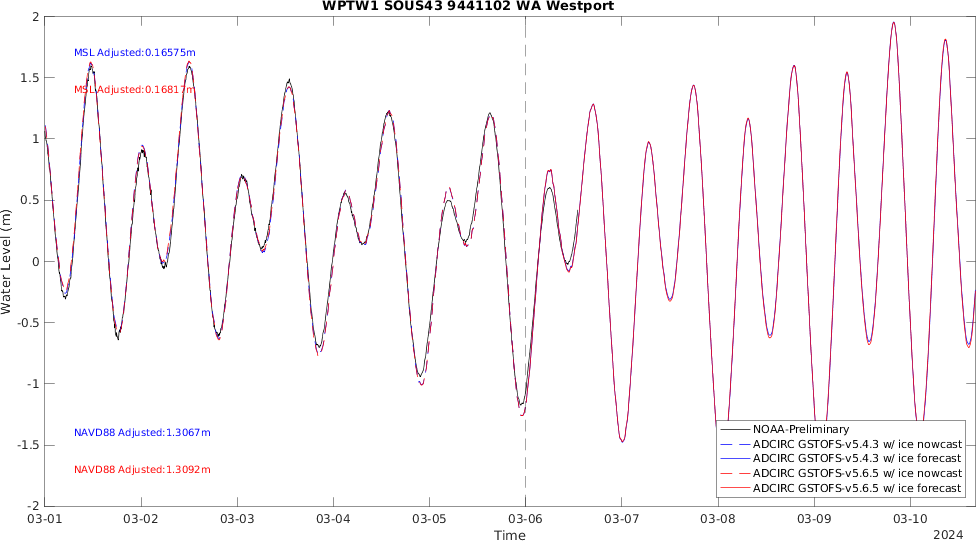 WPTW1 SOUS43 9441102 WA Westport
Water Level (m)
2
1.5
1
0.5
0
-0.5
-1
-1.5
-2
MSL Adjusted:0.16575m
MSL Adjusted:0.16817m
NAVD88 Adjusted:1.3067m
NAVD88 Adjusted:1.3092m
NOAA-Preliminary
ADCIRC GSTOFS-v5.4.3 w/ ice nowcast
ADCIRC GSTOFS-v5.4.3 w/ ice forecast
ADCIRC GSTOFS-v5.6.5 w/ ice nowcast
ADCIRC GSTOFS-v5.6.5 w/ ice forecast
03-01 03-02 03-03 03-04 03-05 03-06 03-07 03-08 03-09 03-10
Time
2024